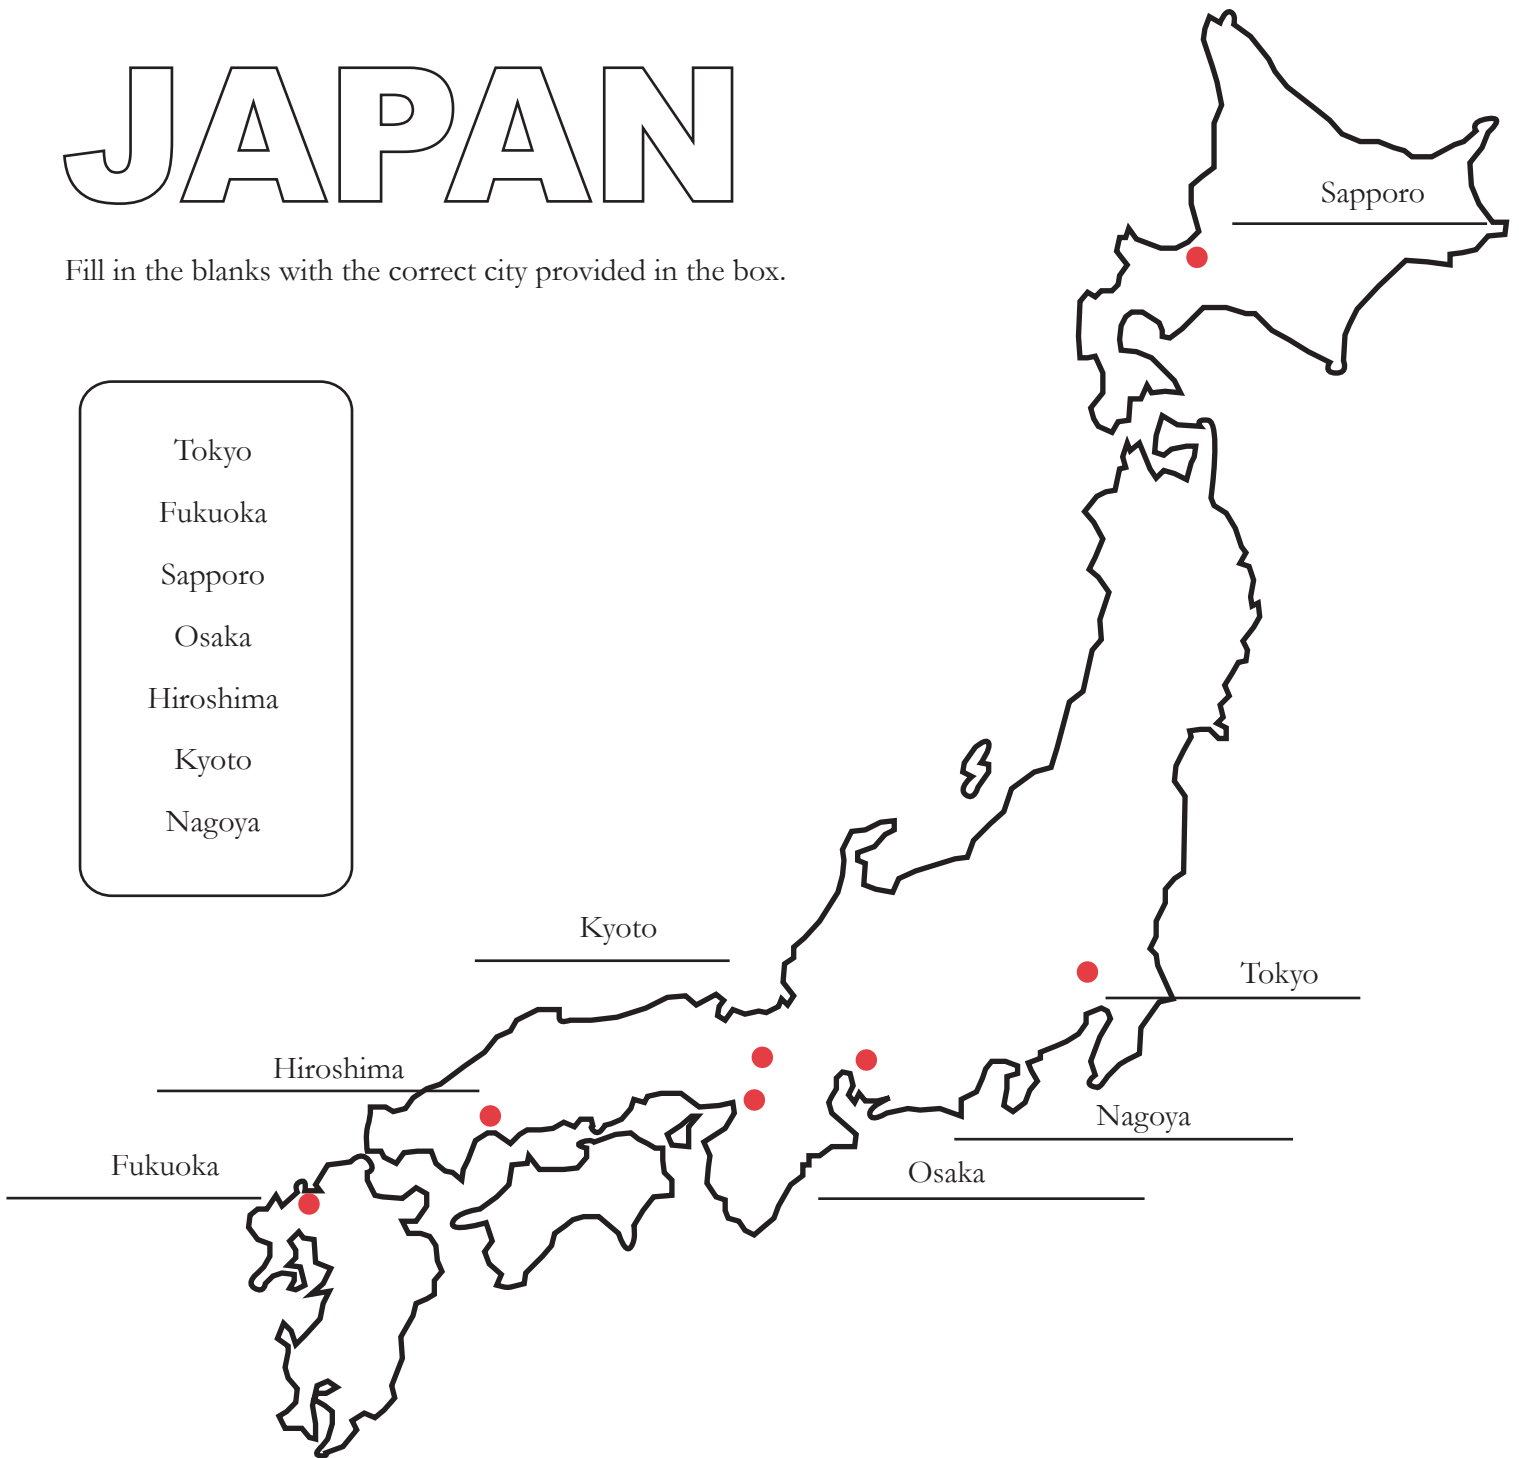 JAPAN
Fill in the blanks with the correct city provided in the box.
Tokyo
Fukuoka
Sapporo
Osaka
Hiroshima
Kyoto
Nagoya
Sapporo
Kyoto
Tokyo
Hiroshima
Nagoya
Fukuoka
Osaka